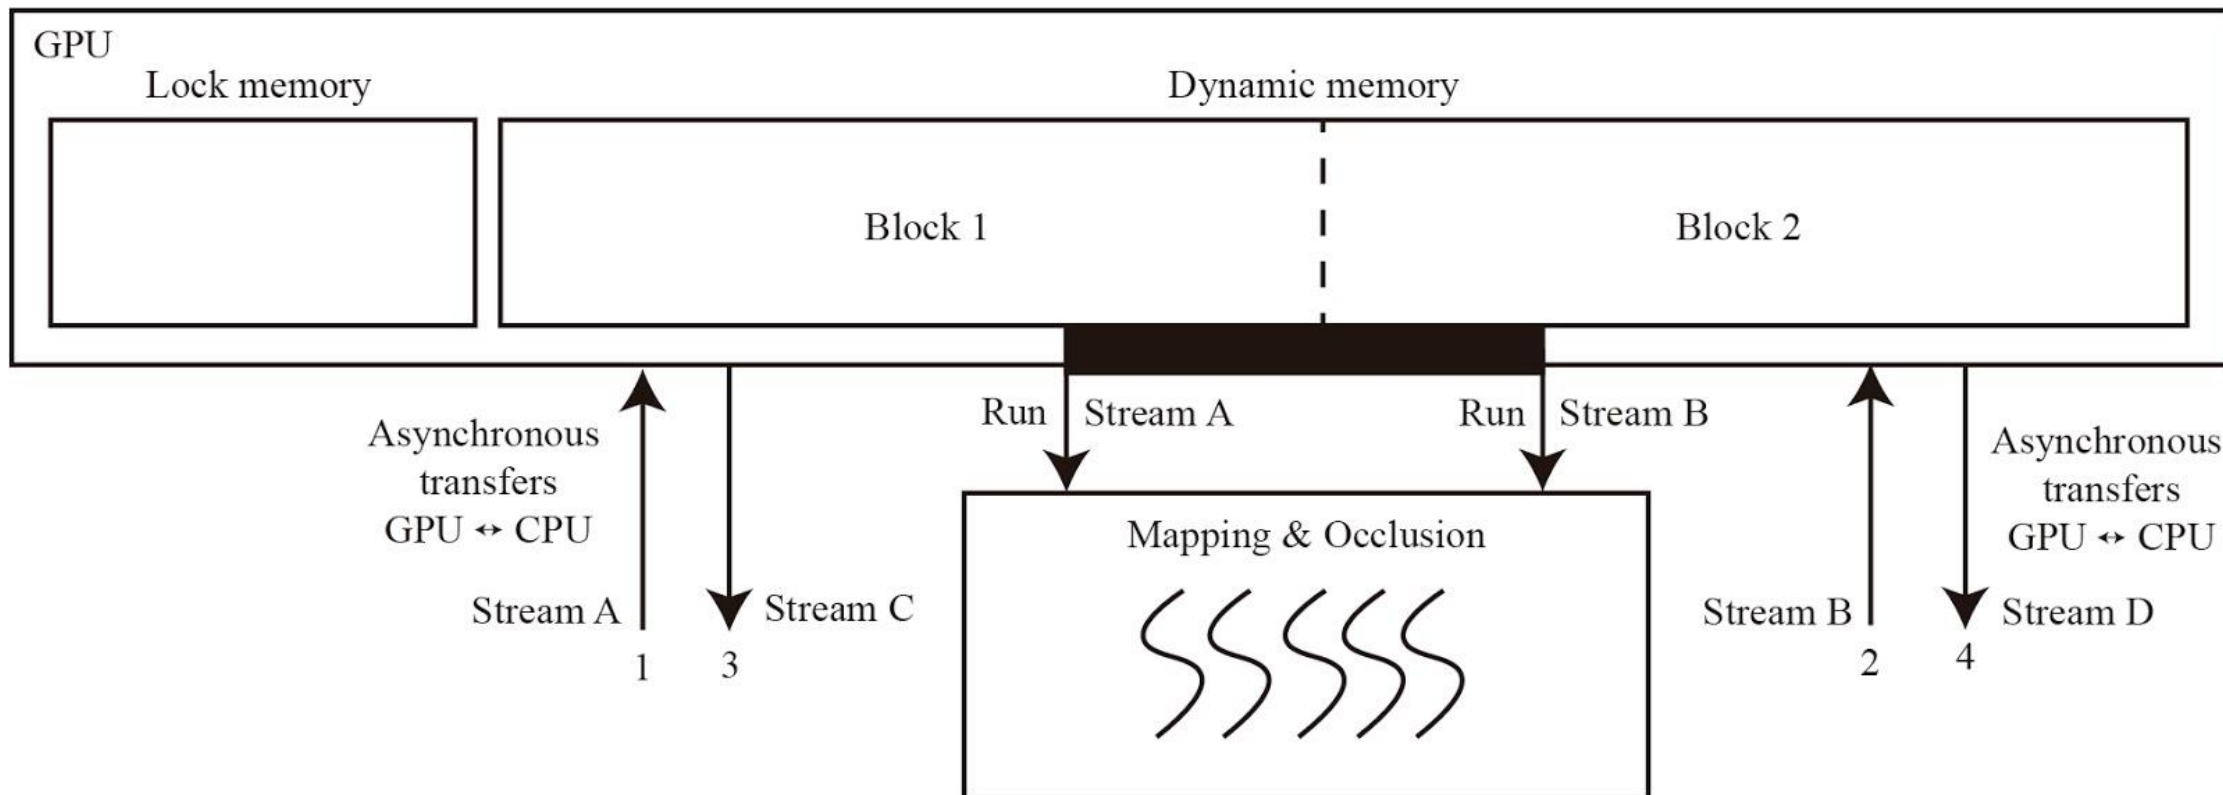 GPU
Lock memory
Dynamic memory
Block 1
Block 2
Asynchronous
transfers
GPU ↔ CPU
Stream A
1
3
Stream C
Run
Stream A
Run
Stream B
Mapping & Occlusion
Asynchronous
transfers
GPU ↔ CPU
Stream B
2
4
Stream D